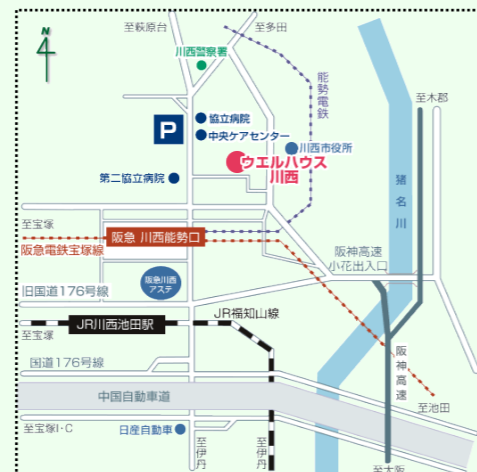 N
至萩原台
至多田
川西警察署
能勢電鉄
至木部
P
協立病院
中央ケアセンター
川西市役所
ウエルハウス
川西
第二協立病院
猪名川
至宝塚
阪急 川西能勢口
阪急電鉄宝塚線
阪神高速
小花出入口
阪急川西
アステ
旧国道176号線
JR川西池田駅
JR福知山線
至宝塚
国道176号線
阪神高速
中国自動車道
至池田
至宝塚I・C
日産自動車
至伊丹
至伊丹
至大阪